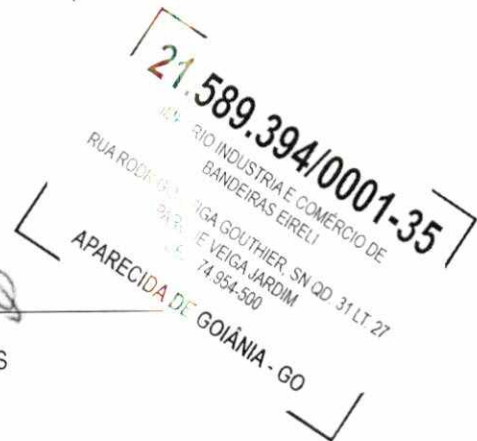 21.589.394/0001-35
RIO INDUSTRIA E COMÉRCIO DE
BANDEIRAS EIRELI
RUA GOUTHIER, SN QD. 31 LT. 27
VEIGA JARDIM
74.954-500
APARECIDA DE GOIÂNIA - GO
S